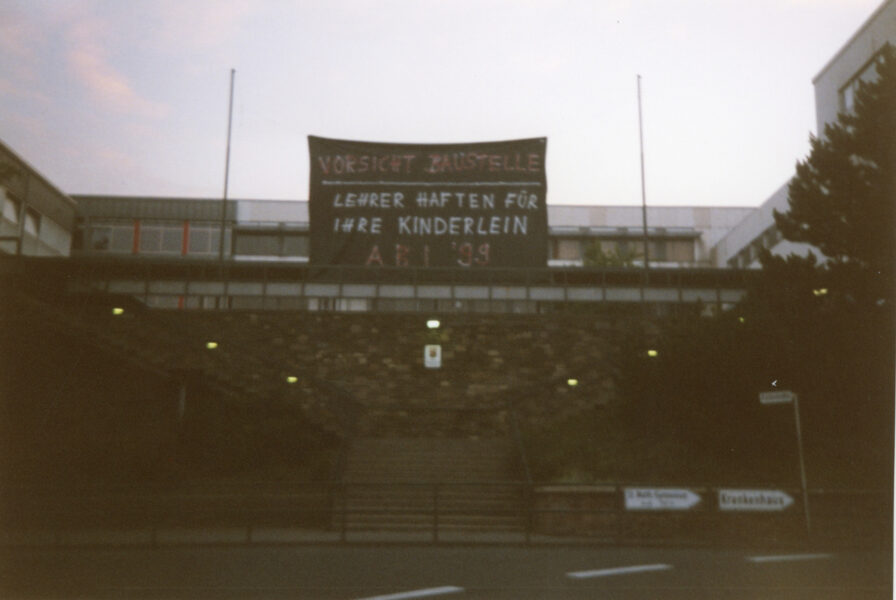 VORSICHT BAUSTELLE
LEHRER HAFTEN FÜR
IHRE KINDERLEIN
ABI '99
Krankenhaus